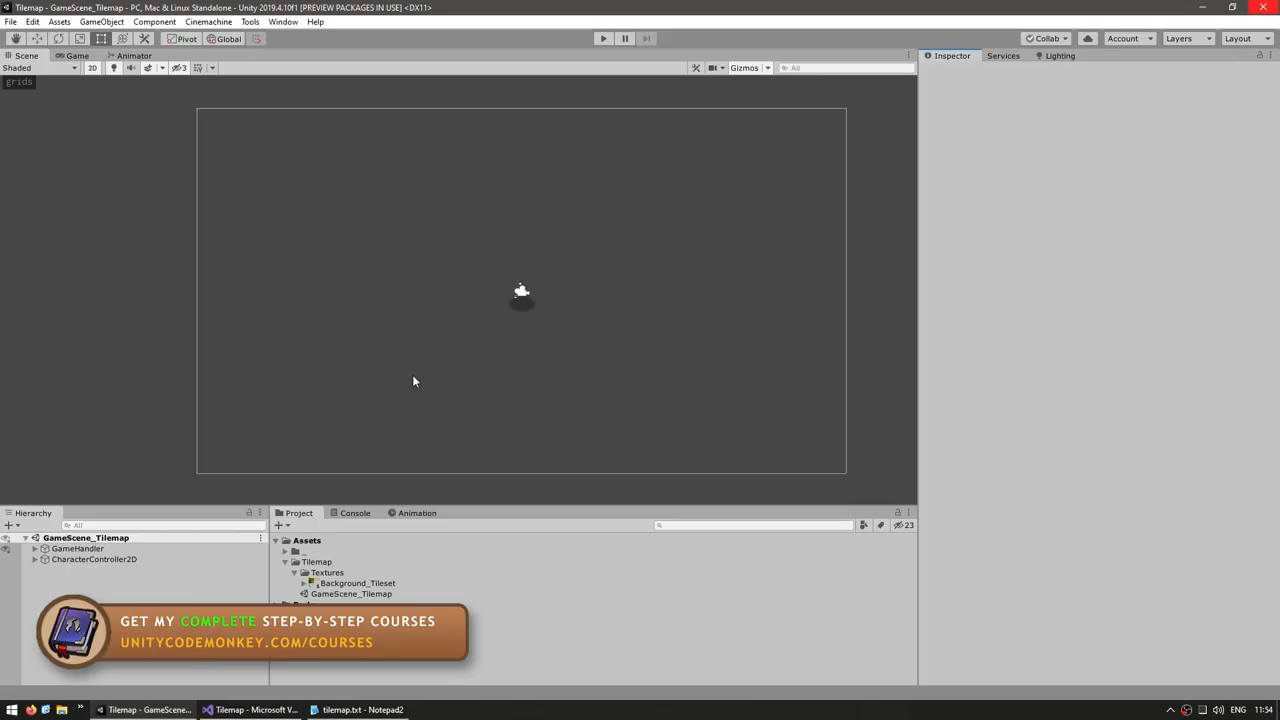 Tilemap - GameScene_Tilemap - PC, Mac & Linux Standalone - Unity 2019.4.10f1 [PREVIEW PACKAGES IN USE] <DX11>
File Edit Assets GameObject Component Cinemachine Tools Window Help
Pivot Global Collab Account Layers Layout
Scene Game Animator Inspector Services Lighting
Shaded 2D 3 Gizmos All
grids
Hierarchy Project Console Animation
All 23
GameScene_Tilemap Assets
GameHandler _
CharacterController2D Tilemap
Textures
Background_Tileset
GameScene_Tilemap
GET MY COMPLETE STEP-BY-STEP COURSES
UNITYCODEMONKEY.COM/COURSES
Tilemap - GameScene... Tilemap - Microsoft V... tilemap.txt - Notepad2 ENG 11:54